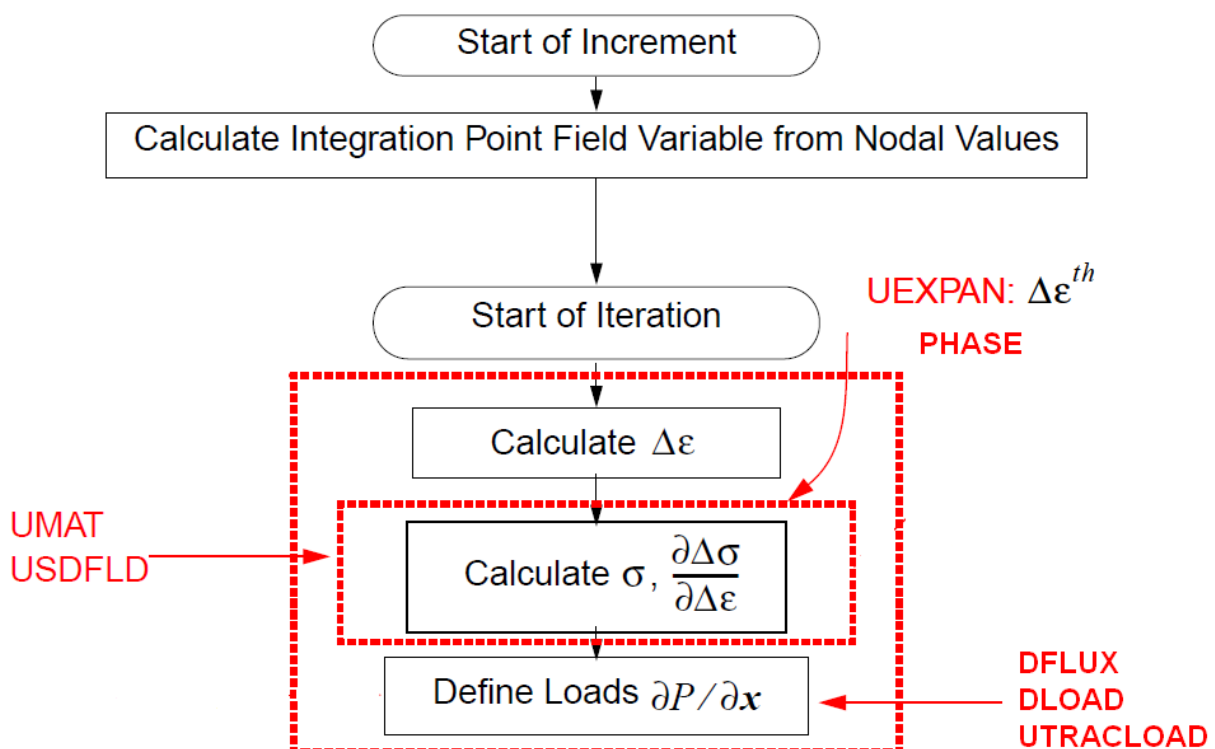 Start of Increment
Calculate Integration Point Field Variable from Nodal Values
UEXPAN: Δε^th
PHASE
Start of Iteration
Calculate Δε
UMAT
USDFLD
Calculate σ, ∂Δσ/∂Δε
Define Loads ∂P/∂x
DFLUX
DLOAD
UTRACLOAD